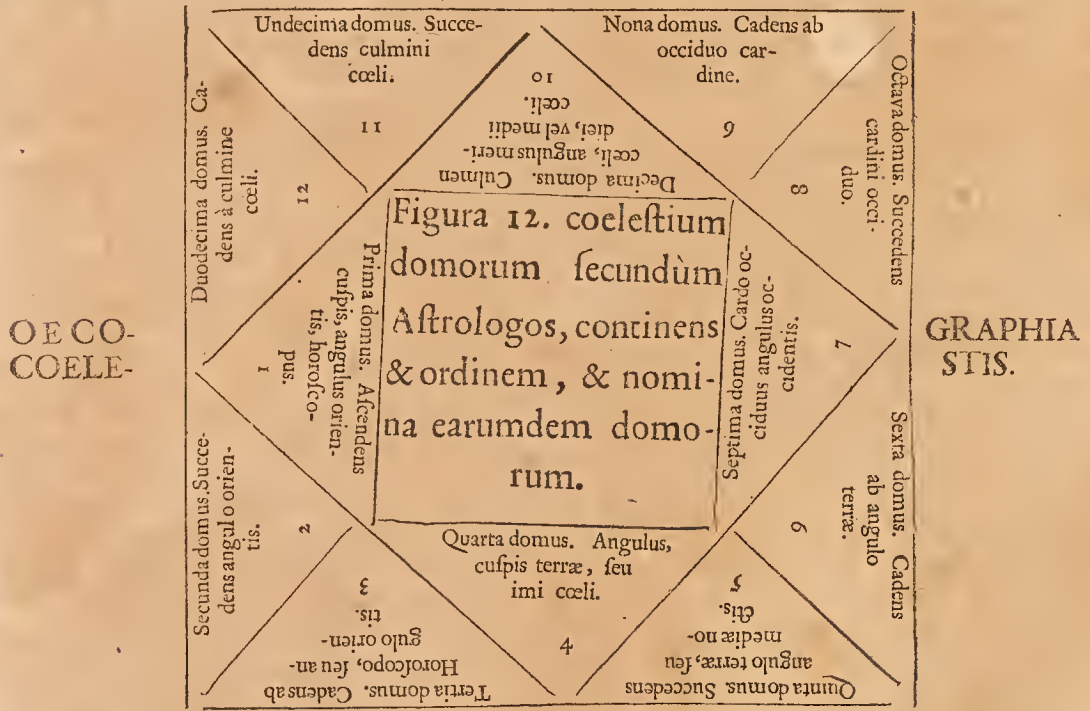 Undecima domus. Succe-
dens culmini
cœli.
11
Nona domus. Cadens ab
occiduo car-
dine.
9
Decima domus. Culmen
cœli, angulus meri-
diei, vel medii
cœli.
10
Duodecima domus. Ca-
dens à culmine
cœli.
12
Octava domus. Succedens
cardini occi-
duo.
8
Figura 12. coeleſtium
domorum ſecundùm
Aſtrologos, continens
& ordinem, & nomi-
na earumdem domo-
rum.
Prima domus. Aſcendens
cuſpis, angulus orien-
tis, horoſco-
pus.
1
Septima domus. Cardo oc-
ciduus angulus oc-
cidentis.
7
OECO-
COELE-
GRAPHIA
STIS.
Secunda domus. Succe-
dens angulo orien-
tis.
2
Sexta domus. Cadens
ab angulo
terræ.
6
Quarta domus. Angulus,
cuſpis terræ, ſeu
imi cœli.
4
Tertia domus. Cadens ab
Horoſcopo, ſeu an-
gulo orien-
tis.
3
Quinta domus. Succedens
angulo terræ, ſeu
mediæ no-
ctis.
5